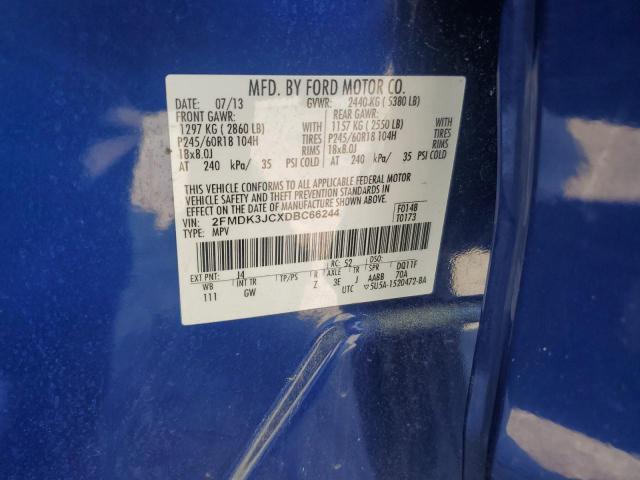 MFD. BY FORD MOTOR CO.
DATE: 07/13 GVWR: 2440 KG ( 5380 LB)
FRONT GAWR: REAR GAWR:
1297 KG ( 2860 LB) WITH 1157 KG ( 2550 LB) WITH
P245/60R18 104H TIRES P245/60R18 104H TIRES
18x8.0J RIMS 18x8.0J RIMS
AT 240 kPa/ 35 PSI COLD AT 240 kPa/ 35 PSI COLD
THIS VEHICLE CONFORMS TO ALL APPLICABLE FEDERAL MOTOR
VEHICLE SAFETY AND THEFT PREVENTION STANDARDS IN
EFFECT ON THE DATE OF MANUFACTURE SHOWN ABOVE.
VIN: 2FMDK3JCXDBC66244 F0148
TYPE: MPV T0173
EXT PNT: J4 RC: 52 DSO:
WB INT TR TP/PS R AXLE TR SPR DQ11F
111 GW Z 3E J AABB 70A
UTC 5U5A-1520472-BA